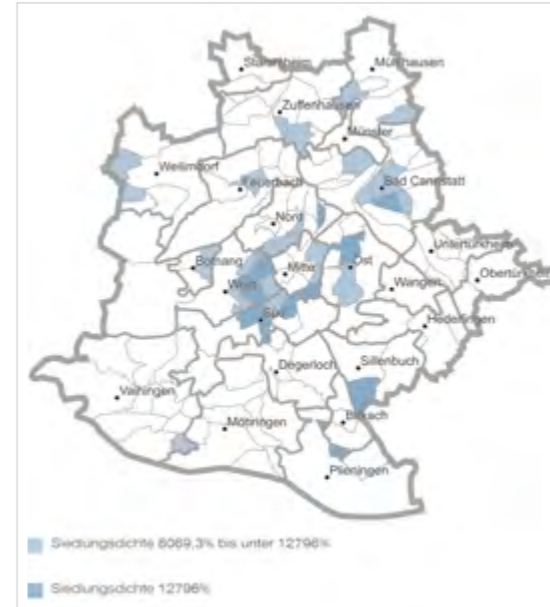 Stammheim
Mühlhausen
Zuffenhausen
Münster
Weilimdorf
Feuerbach
Bad Cannstatt
Nord
Untertürkheim
Botnang
Mitte
Ost
Obertürkheim
West
Wangen
Süd
Hedelfingen
Degerloch
Sillenbuch
Vaihingen
Möhringen
Birkach
Plieningen
Siedlungsdichte 8069,3% bis unter 12796%
Siedlungsdichte 12796%